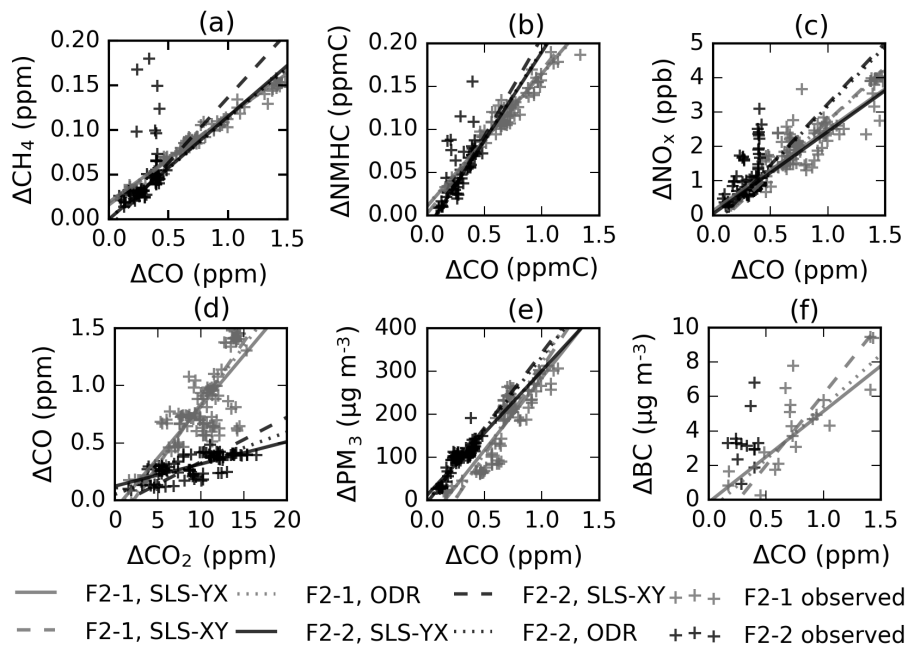 (a) (b) (c)
ΔCH₄ (ppm)
0.20
0.15
0.10
0.05
0.00
0.0 0.5 1.0 1.5
ΔCO (ppm)
ΔNMHC (ppmC)
0.20
0.15
0.10
0.05
0.00
0.0 0.5 1.0 1.5
ΔCO (ppmC)
ΔNOₓ (ppb)
5
4
3
2
1
0
0.0 0.5 1.0 1.5
ΔCO (ppm)
(d) (e) (f)
ΔCO (ppm)
1.5
1.0
0.5
0.0
0 5 10 15 20
ΔCO₂ (ppm)
ΔPM₃ (μg m⁻³)
400
300
200
100
0
0.0 0.5 1.0 1.5
ΔCO (ppm)
ΔBC (μg m⁻³)
10
8
6
4
2
0
0.0 0.5 1.0 1.5
ΔCO (ppm)
F2-1, SLS-YX F2-1, ODR F2-2, SLS-XY F2-1 observed
F2-1, SLS-XY F2-2, SLS-YX F2-2, ODR F2-2 observed